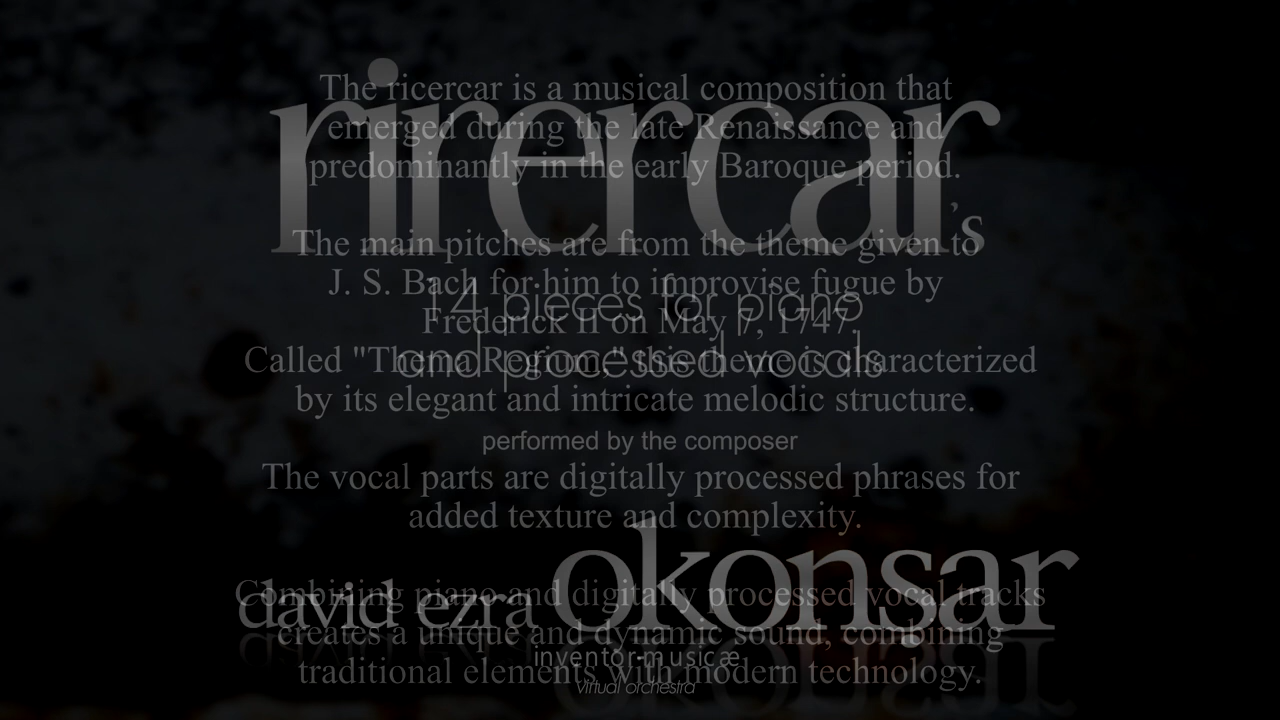 The ricercar is a musical composition that
rirercar's
emerged during the late Renaissance and
predominantly in the early Baroque period.
The main pitches are from the theme given to
J. S. Bach for him to improvise fugue by
14 pieces for piano
Frederick II on May 7, 1747.
Called "Thema Regium," this theme is characterized
and processed vocals
by its elegant and intricate melodic structure.
performed by the composer
The vocal parts are digitally processed phrases for
added texture and complexity.
david ezra okonsar
Combining piano and digitally processed vocal tracks
creates a unique and dynamic sound, combining
inventor-musicæ
traditional elements with modern technology.
virtual orchestra